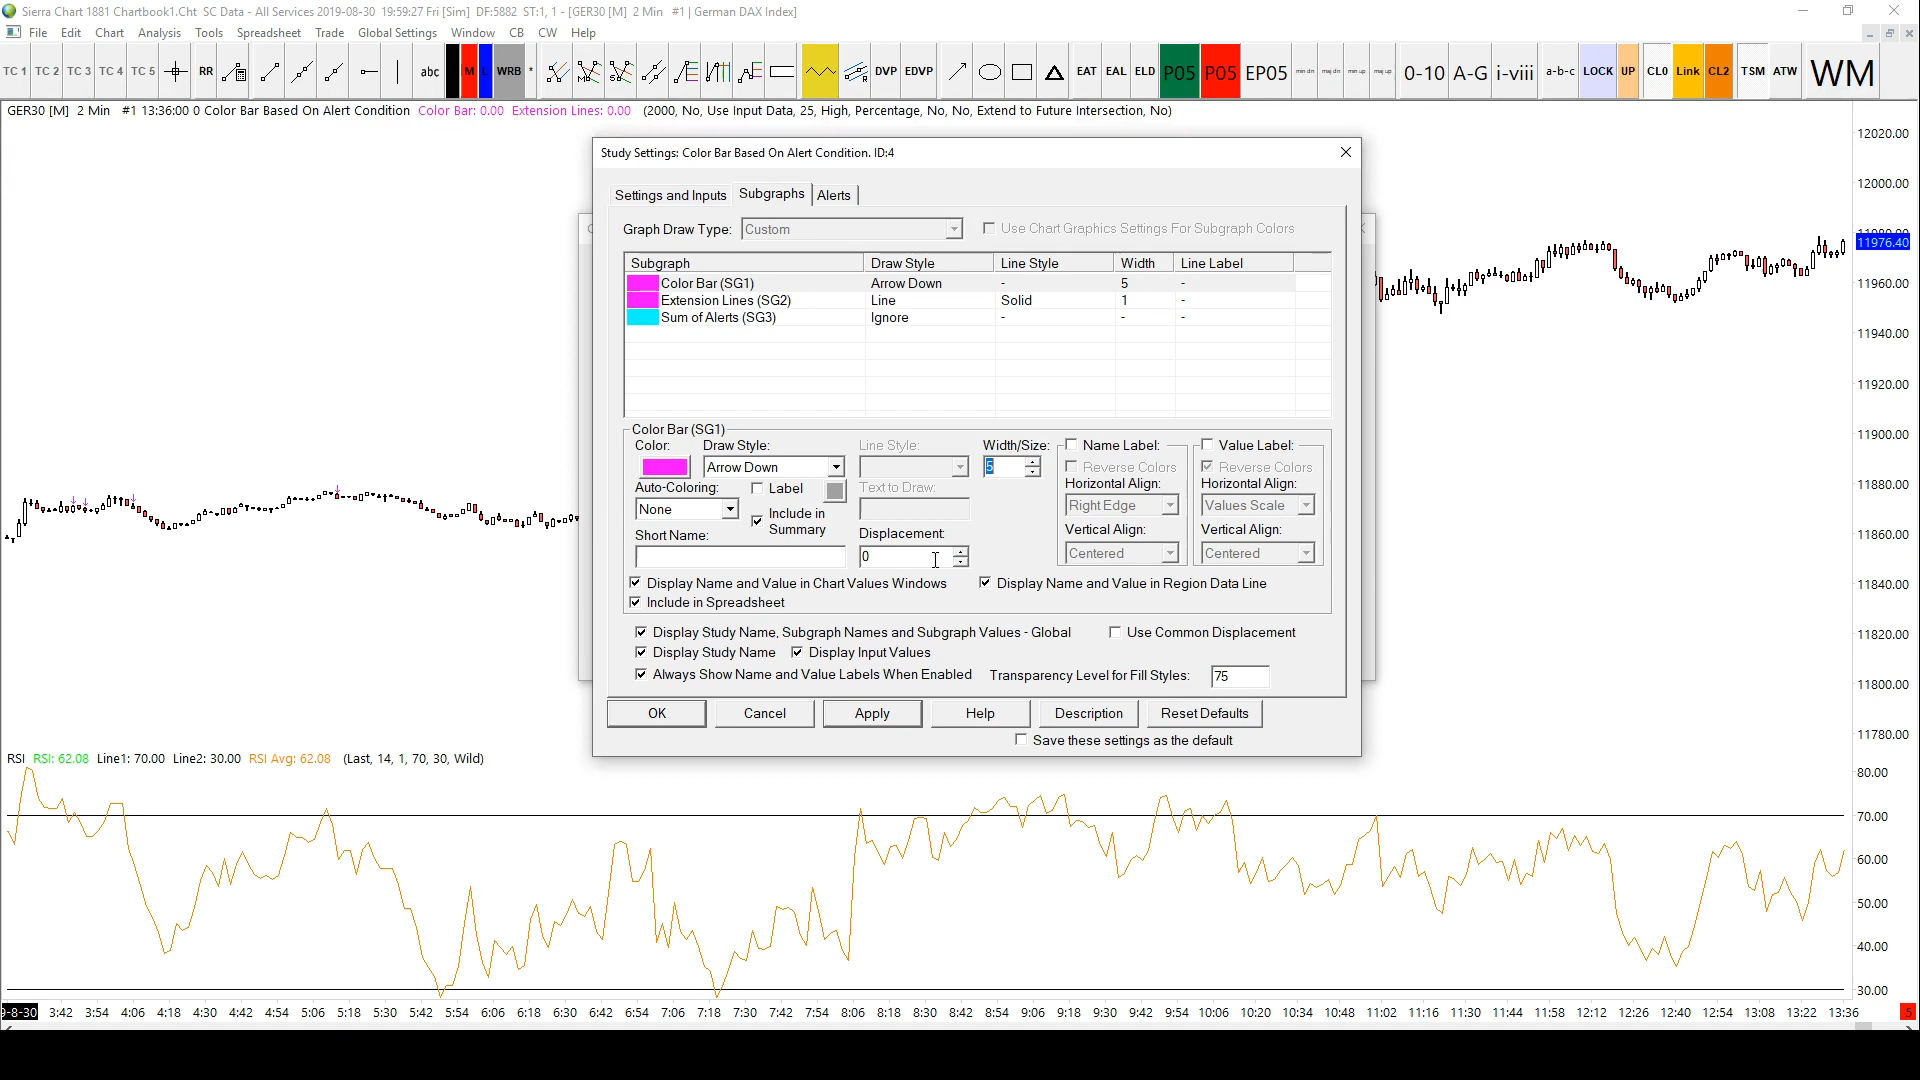 Sierra Chart 1881 Chartbook1.Cht SC Data - All Services 2019-08-30 19:59:27 Fri [Sim] DF:5882 ST:1, 1 - [GER30 [M] 2 Min #1 | German DAX Index]
File Edit Chart Analysis Tools Spreadsheet Trade Global Settings Window CB CW Help
TC 1 TC 2 TC 3 TC 4 TC 5 RR abc M L WRB * DVP EDVP EAT EAL ELD P05 P05 EP05 min dn maj dn min up maj up 0-10 A-G i-viii a-b-c LOCK UP CL0 Link CL2 TSM ATW WM
GER30 [M] 2 Min #1 13:36:00 0 Color Bar Based On Alert Condition Color Bar: 0.00 Extension Lines: 0.00 (2000, No, Use Input Data, 25, High, Percentage, No, No, Extend to Future Intersection, No)
12020.00
12000.00
11976.40
11960.00
11940.00
11920.00
11900.00
11880.00
11860.00
11840.00
11820.00
11800.00
11780.00
Study Settings: Color Bar Based On Alert Condition. ID:4
Settings and Inputs Subgraphs Alerts
Graph Draw Type: Custom Use Chart Graphics Settings For Subgraph Colors
Subgraph Draw Style Line Style Width Line Label
Color Bar (SG1) Arrow Down - 5 -
Extension Lines (SG2) Line Solid 1 -
Sum of Alerts (SG3) Ignore - - -
Color Bar (SG1)
Color: Draw Style: Line Style: Width/Size: Name Label: Value Label:
Arrow Down 5 Reverse Colors Reverse Colors
Auto-Coloring: Label Text to Draw: Horizontal Align: Horizontal Align:
None Include in Summary Right Edge Values Scale
Short Name: Displacement: Vertical Align: Vertical Align:
0 Centered Centered
Display Name and Value in Chart Values Windows Display Name and Value in Region Data Line
Include in Spreadsheet
Display Study Name, Subgraph Names and Subgraph Values - Global Use Common Displacement
Display Study Name Display Input Values
Always Show Name and Value Labels When Enabled Transparency Level for Fill Styles: 75
OK Cancel Apply Help Description Reset Defaults
Save these settings as the default
RSI RSI: 62.08 Line1: 70.00 Line2: 30.00 RSI Avg: 62.08 (Last, 14, 1, 70, 30, Wild)
80.00
70.00
60.00
50.00
40.00
30.00
9-8-30 3:42 3:54 4:06 4:18 4:30 4:42 4:54 5:06 5:18 5:30 5:42 5:54 6:06 6:18 6:30 6:42 6:54 7:06 7:18 7:30 7:42 7:54 8:06 8:18 8:30 8:42 8:54 9:06 9:18 9:30 9:42 9:54 10:06 10:20 10:34 10:48 11:02 11:16 11:30 11:44 11:58 12:12 12:26 12:40 12:54 13:08 13:22 13:36 5